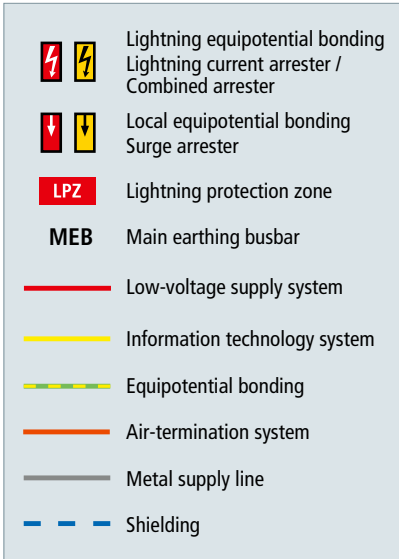 Lightning equipotential bonding
Lightning current arrester /
Combined arrester
Local equipotential bonding
Surge arrester
LPZ Lightning protection zone
MEB Main earthing busbar
Low-voltage supply system
Information technology system
Equipotential bonding
Air-termination system
Metal supply line
Shielding